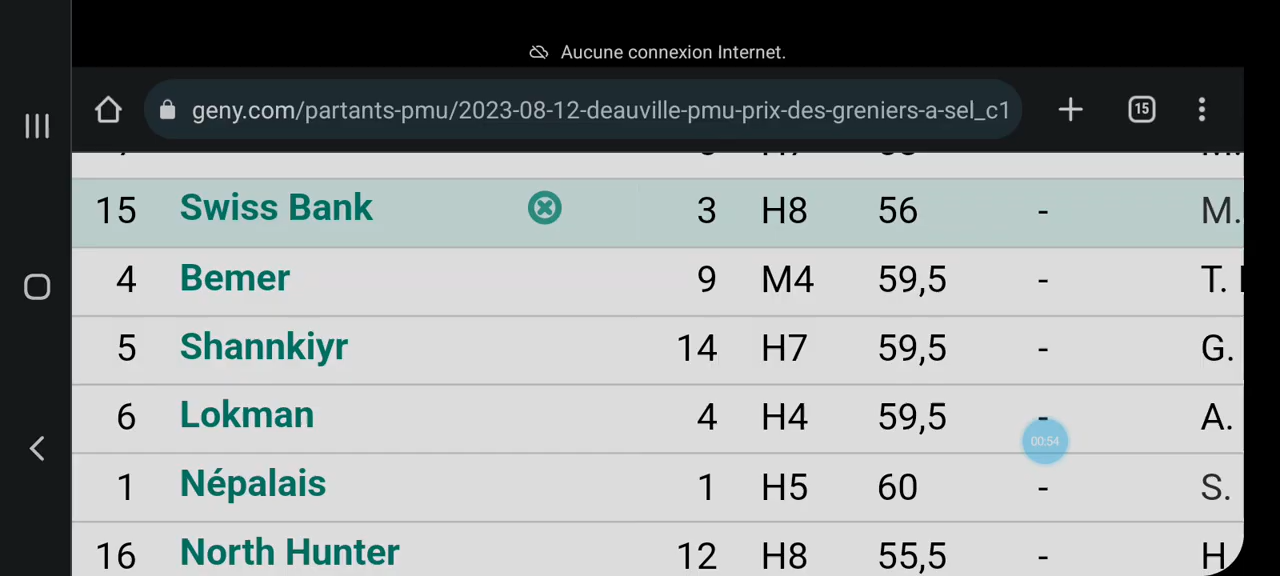 Aucune connexion Internet.
geny.com/partants-pmu/2023-08-12-deauville-pmu-prix-des-greniers-a-sel_c1
15
15 Swiss Bank 3 H8 56 - M.
4 Bemer 9 M4 59,5 - T.
5 Shannkiyr 14 H7 59,5 - G.
6 Lokman 4 H4 59,5 - A.
00:54
1 Népalais 1 H5 60 - S.
16 North Hunter 12 H8 55,5 - H